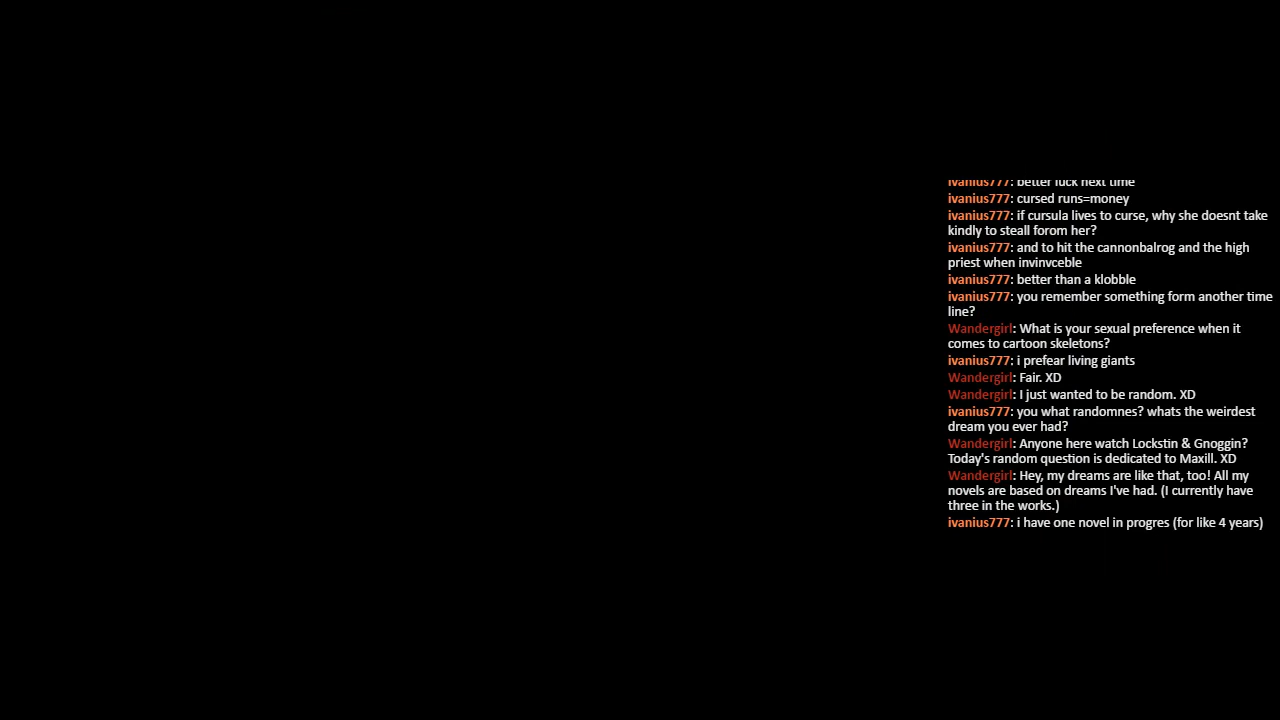 ivanius777: better luck next time
ivanius777: cursed runs=money
ivanius777: if cursula lives to curse, why she doesnt take
kindly to steall forom her?
ivanius777: and to hit the cannonbalrog and the high
priest when invinvceble
ivanius777: better than a klobble
ivanius777: you remember something form another time
line?
Wandergirl: What is your sexual preference when it
comes to cartoon skeletons?
ivanius777: i prefear living giants
Wandergirl: Fair. XD
Wandergirl: I just wanted to be random. XD
ivanius777: you what randomnes? whats the weirdest
dream you ever had?
Wandergirl: Anyone here watch Lockstin & Gnoggin?
Today's random question is dedicated to Maxill. XD
Wandergirl: Hey, my dreams are like that, too! All my
novels are based on dreams I've had. (I currently have
three in the works.)
ivanius777: i have one novel in progres (for like 4 years)